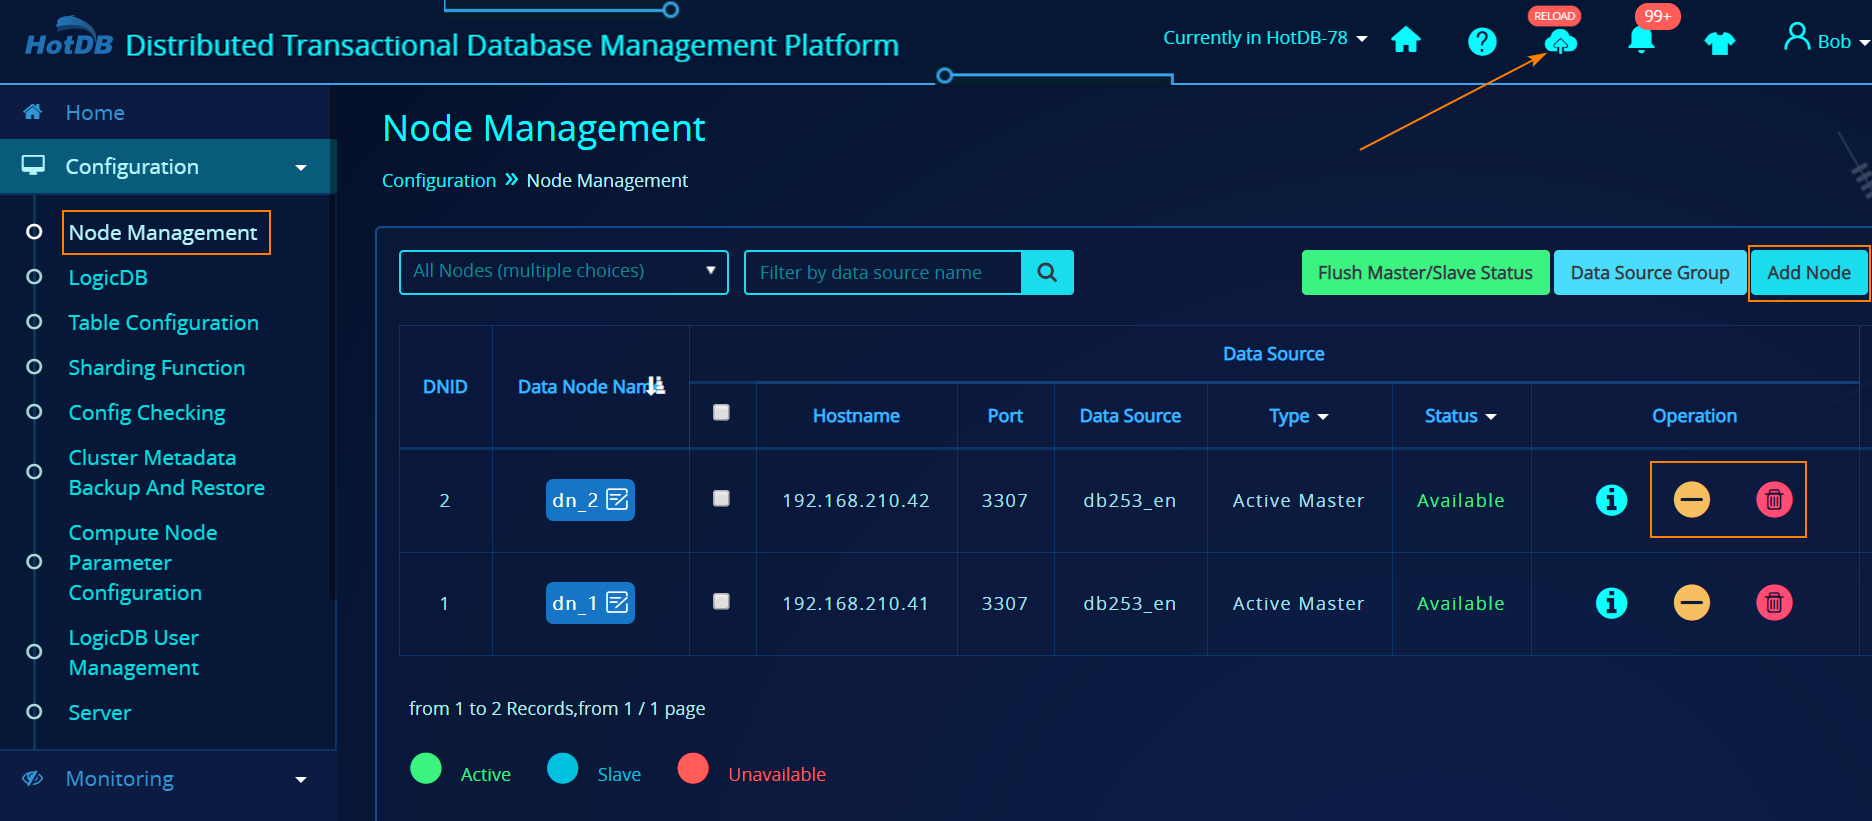 HotDB Distributed Transactional Database Management Platform
Currently in HotDB-78
RELOAD
99+
Bob
Home
Configuration
Node Management
LogicDB
Table Configuration
Sharding Function
Config Checking
Cluster Metadata
Backup And Restore
Compute Node
Parameter
Configuration
LogicDB User
Management
Server
Monitoring
Node Management
Configuration » Node Management
All Nodes (multiple choices)
Filter by data source name
Flush Master/Slave Status
Data Source Group
Add Node
DNID
Data Node Name
Data Source
Hostname
Port
Data Source
Type
Status
Operation
2 dn_2 192.168.210.42 3307 db253_en Active Master Available
1 dn_1 192.168.210.41 3307 db253_en Active Master Available
from 1 to 2 Records,from 1 / 1 page
Active
Slave
Unavailable